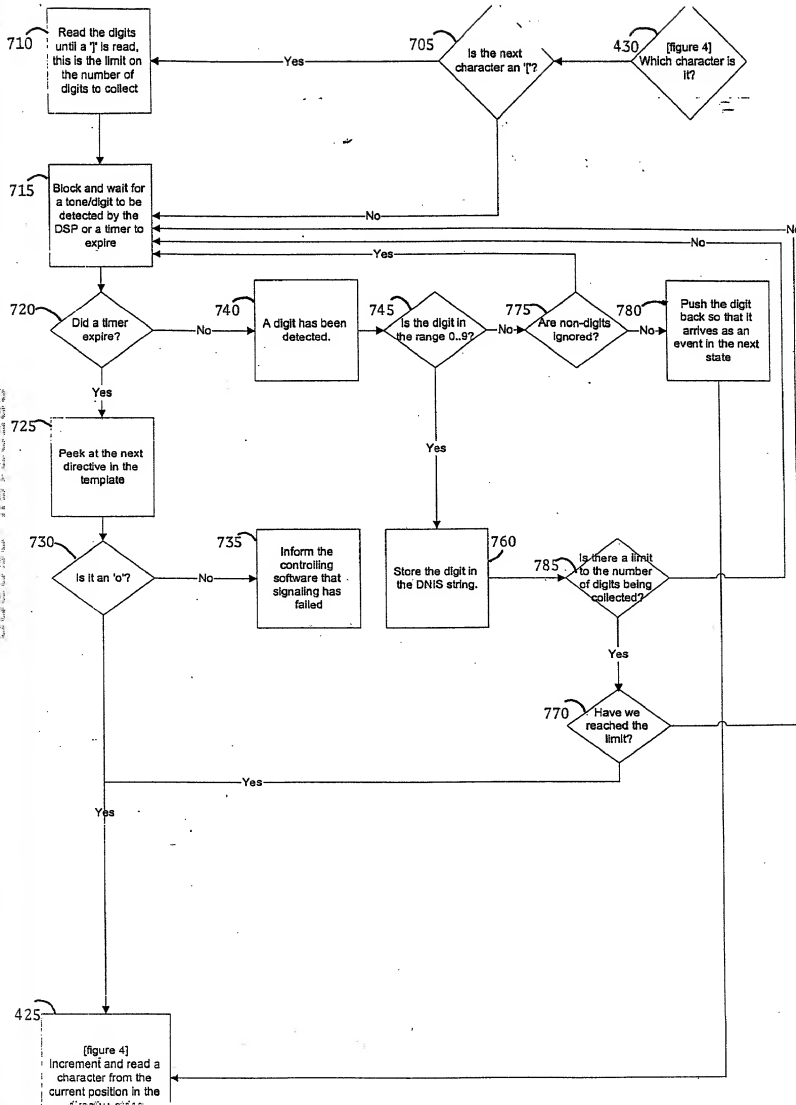 710
Read the digits
until a ']' is read,
this is the limit on
the number of
digits to collect
Yes
705
Is the next
character an '['?
430
[figure 4]
Which character is
it?
715
Block and wait for
a tone/digit to be
detected by the
DSP or a timer to
expire
No
No
No
Yes
720
Did a timer
expire?
No
740
A digit has been
detected.
745
Is the digit in
the range 0..9?
No
775
Are non-digits
ignored?
No
780
Push the digit
back so that it
arrives as an
event in the next
state
Yes
725
Peek at the next
directive in the
template
Yes
730
Is it an 'o'?
No
735
Inform the
controlling
software that
signaling has
failed
Store the digit in
the DNIS string.
760
785
Is there a limit
to the number
of digits being
collected?
Yes
770
Have we
reached the
limit?
Yes
Yes
425
[figure 4]
Increment and read a
character from the
current position in the